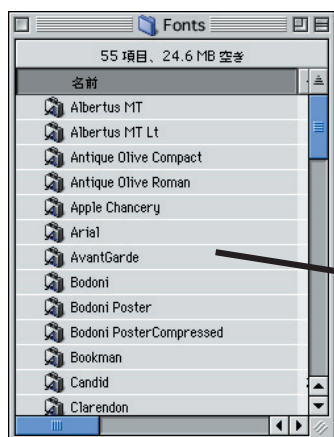 Fonts
55 項目、24.6 MB 空き
名前
Albertus MT
Albertus MT Lt
Antique Olive Compact
Antique Olive Roman
Apple Chancery
Arial
AvantGarde
Bodoni
Bodoni Poster
Bodoni PosterCompressed
Bookman
Candid
Clarendon